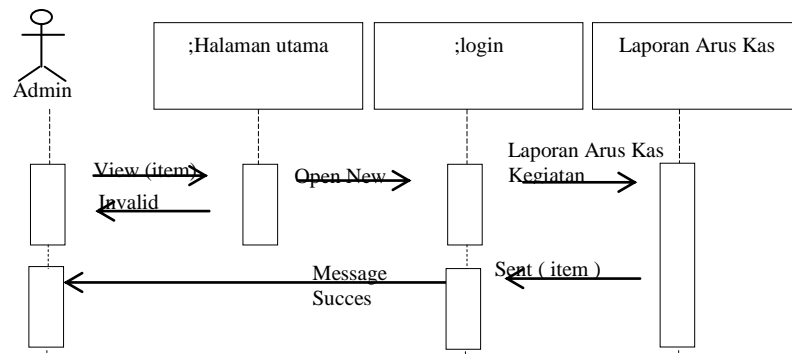 ;Halaman utama
;login
Laporan Arus Kas
Admin
View (item)
Invalid
Open New
Laporan Arus Kas
Kegiatan
Sent ( item )
Message
Succes